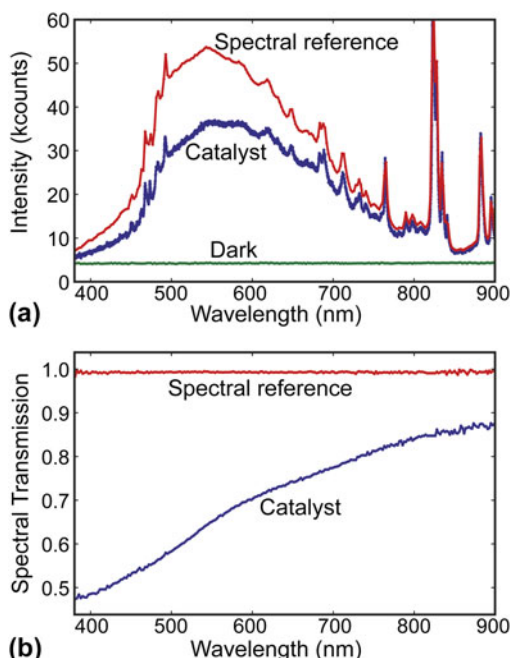 60
50
40
30
20
10
0
Intensity (kcounts)
Spectral reference
Catalyst
Dark
400 500 600 700 800 900
(a) Wavelength (nm)
1.0
0.9
0.8
0.7
0.6
0.5
Spectral Transmission
Spectral reference
Catalyst
400 500 600 700 800 900
(b) Wavelength (nm)